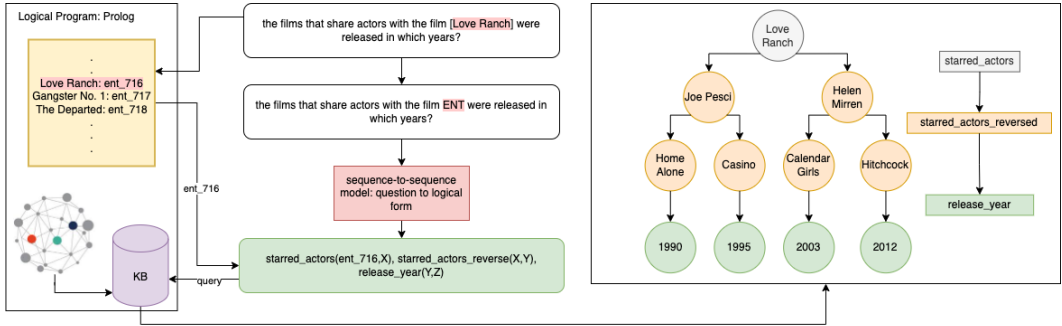 Logical Program: Prolog
.
.
Love Ranch: ent_716
Gangster No. 1: ent_717
The Departed: ent_718
.
.
.
the films that share actors with the film [Love Ranch] were
released in which years?
the films that share actors with the film ENT were released in
which years?
sequence-to-sequence
model: question to logical
form
ent_716
starred_actors(ent_716,X), starred_actors_reverse(X,Y),
release_year(Y,Z)
query
KB
Love
Ranch
Joe Pesci
Helen
Mirren
Home
Alone
Casino
Calendar
Girls
Hitchcock
1990
1995
2003
2012
starred_actors
starred_actors_reversed
release_year